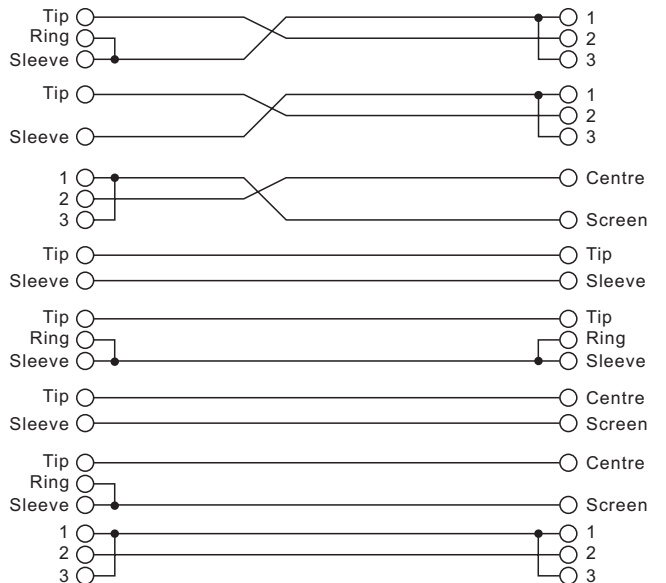 Tip 1
Ring 2
Sleeve 3
Tip 1
2
Sleeve 3
1 Centre
2
3 Screen
Tip Tip
Sleeve Sleeve
Tip Tip
Ring Ring
Sleeve Sleeve
Tip Centre
Sleeve Screen
Tip Centre
Ring
Sleeve Screen
1 1
2 2
3 3